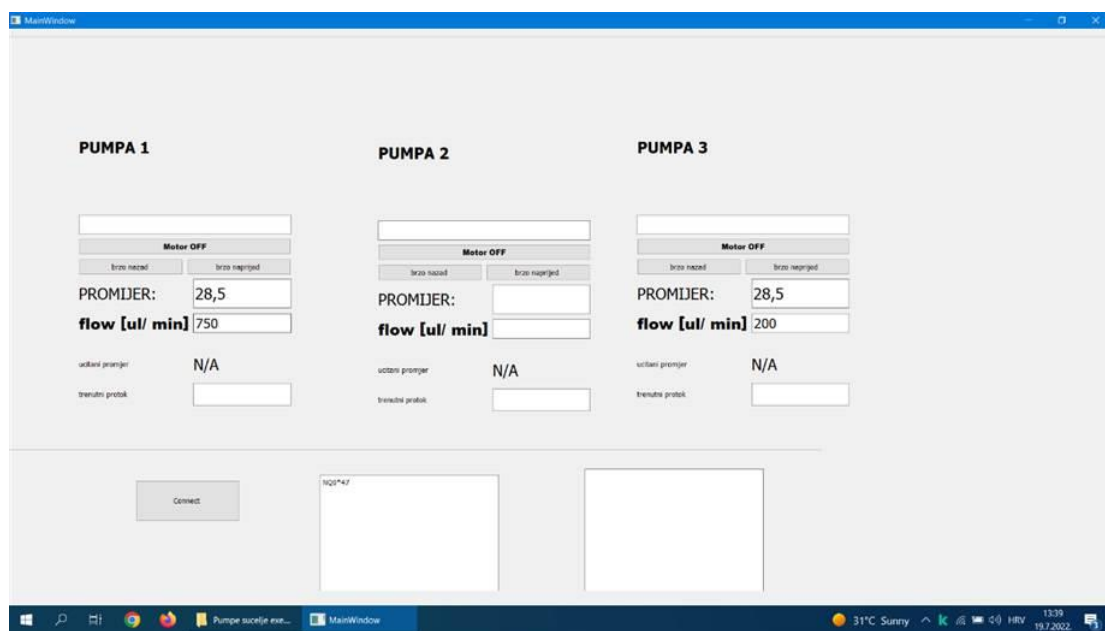 MainWindow
PUMPA 1
Motor OFF
brzo nazad
brzo naprijed
PROMIJER:
28,5
flow [ul/ min]
750
ucitani promjer
N/A
trenutni protok
PUMPA 2
Motor OFF
brzo nazad
brzo naprijed
PROMIJER:
flow [ul/ min]
ucitani promjer
N/A
trenutni protok
PUMPA 3
Motor OFF
brzo nazad
brzo naprijed
PROMIJER:
28,5
flow [ul/ min]
200
ucitani promjer
N/A
trenutni protok
Connect
Pumpe sucelje exe...
MainWindow
31°C Sunny
HRV
13:39
19.7.2022.